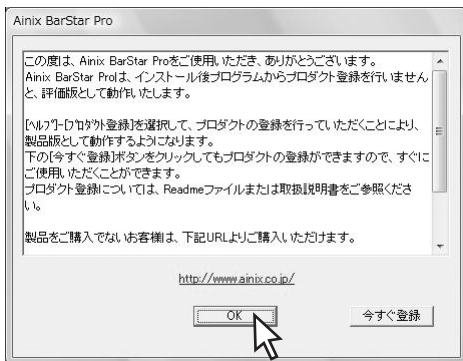 Ainix BarStar Pro
この度は、Ainix BarStar Proをご使用いただき、ありがとうございます。
Ainix BarStar Proは、インストール後プログラムからプロダクト登録を行いません
と、評価版として動作いたします。
[ヘルプ]-[プロダクト登録]を選択して、プロダクトの登録を行っていただくことにより、
製品版として動作するようになります。
下の[今すぐ登録]ボタンをクリックしてもプロダクトの登録ができますので、すぐに
ご使用いただくことができます。
プロダクト登録については、Readmeファイルまたは取扱説明書をご参照くださ
い。
製品をご購入でないお客様は、下記URLよりご購入いただけます。
http://www.ainix.co.jp/
OK
今すぐ登録